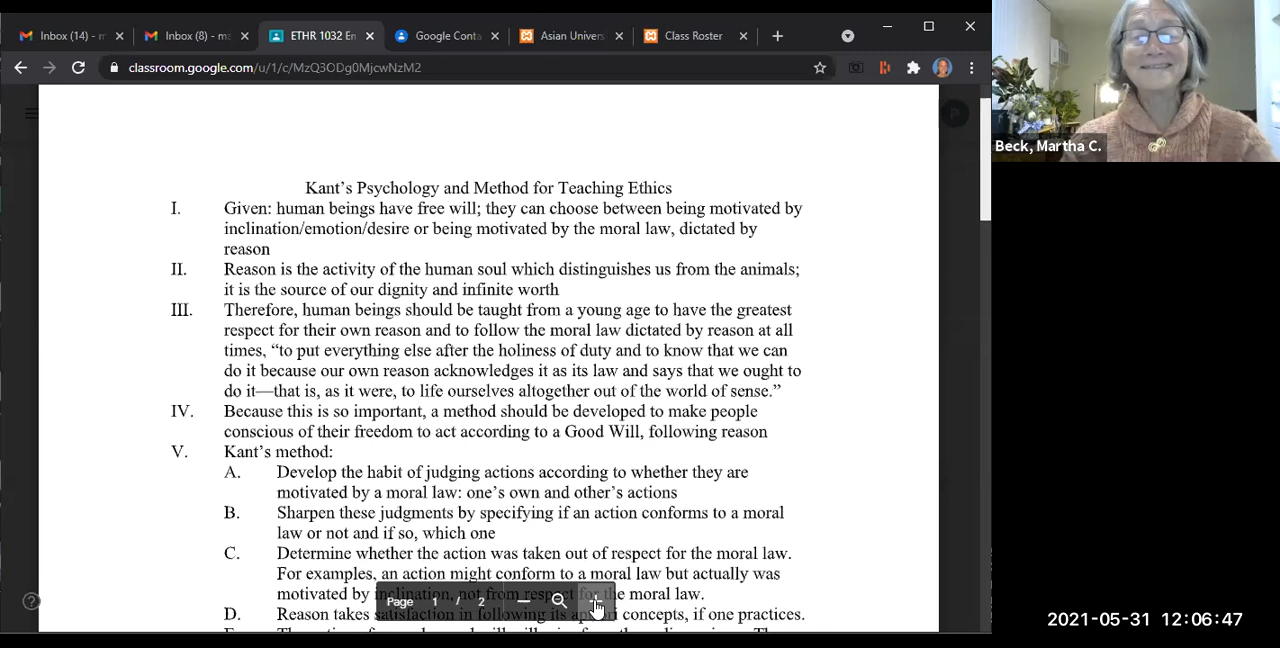 Inbox (14) - m
Inbox (8) - ma
ETHR 1032 En
Google Conta
Asian Univers
Class Roster
classroom.google.com/u/1/c/MzQ3ODg0MjcwNzM2
Beck, Martha C.
Kant's Psychology and Method for Teaching Ethics
I. Given: human beings have free will; they can choose between being motivated by
inclination/emotion/desire or being motivated by the moral law, dictated by
reason
II. Reason is the activity of the human soul which distinguishes us from the animals;
it is the source of our dignity and infinite worth
III. Therefore, human beings should be taught from a young age to have the greatest
respect for their own reason and to follow the moral law dictated by reason at all
times, “to put everything else after the holiness of duty and to know that we can
do it because our own reason acknowledges it as its law and says that we ought to
do it—that is, as it were, to life ourselves altogether out of the world of sense.”
IV. Because this is so important, a method should be developed to make people
conscious of their freedom to act according to a Good Will, following reason
V. Kant's method:
A. Develop the habit of judging actions according to whether they are
motivated by a moral law: one's own and other's actions
B. Sharpen these judgments by specifying if an action conforms to a moral
law or not and if so, which one
C. Determine whether the action was taken out of respect for the moral law.
For examples, an action might conform to a moral law but actually was
motivated by inclination, not from respect for the moral law.
D. Reason takes satisfaction in following its concepts, if one practices.
Page 1 / 2
2021-05-31 12:06:47